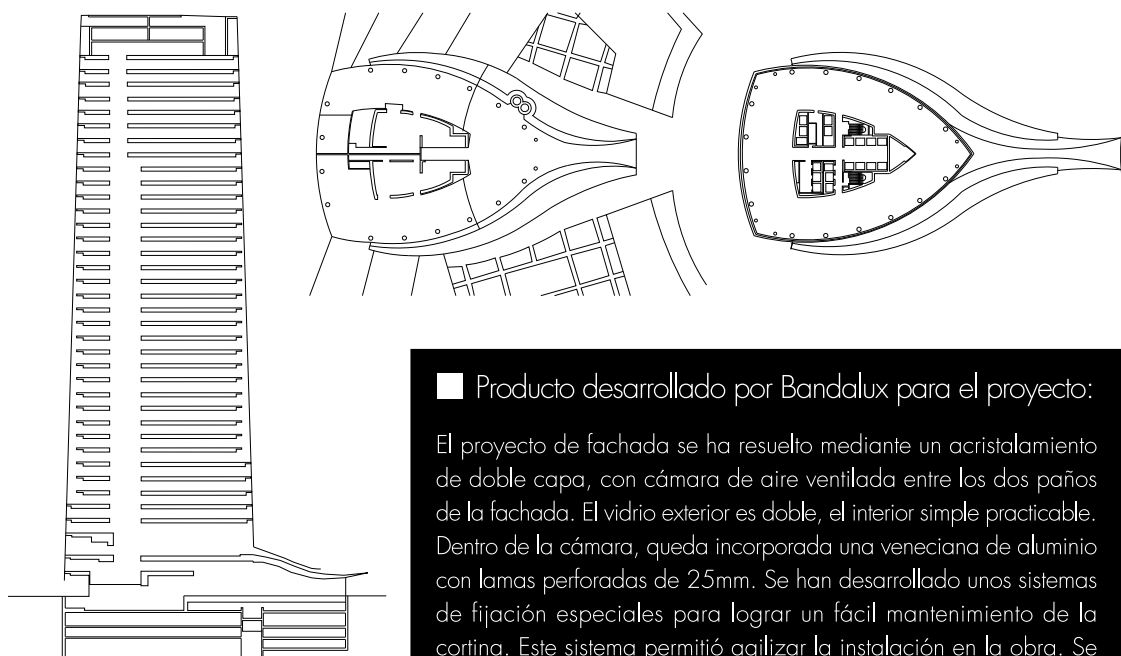 Producto desarrollado por Bandalux para el proyecto:
El proyecto de fachada se ha resuelto mediante un acristalamiento
de doble capa, con cámara de aire ventilada entre los dos paños
de la fachada. El vidrio exterior es doble, el interior simple practicable.
Dentro de la cámara, queda incorporada una veneciana de aluminio
con lamas perforadas de 25mm. Se han desarrollado unos sistemas
de fijación especiales para lograr un fácil mantenimiento de la
cortina. Este sistema permitió agilizar la instalación en la obra. Se